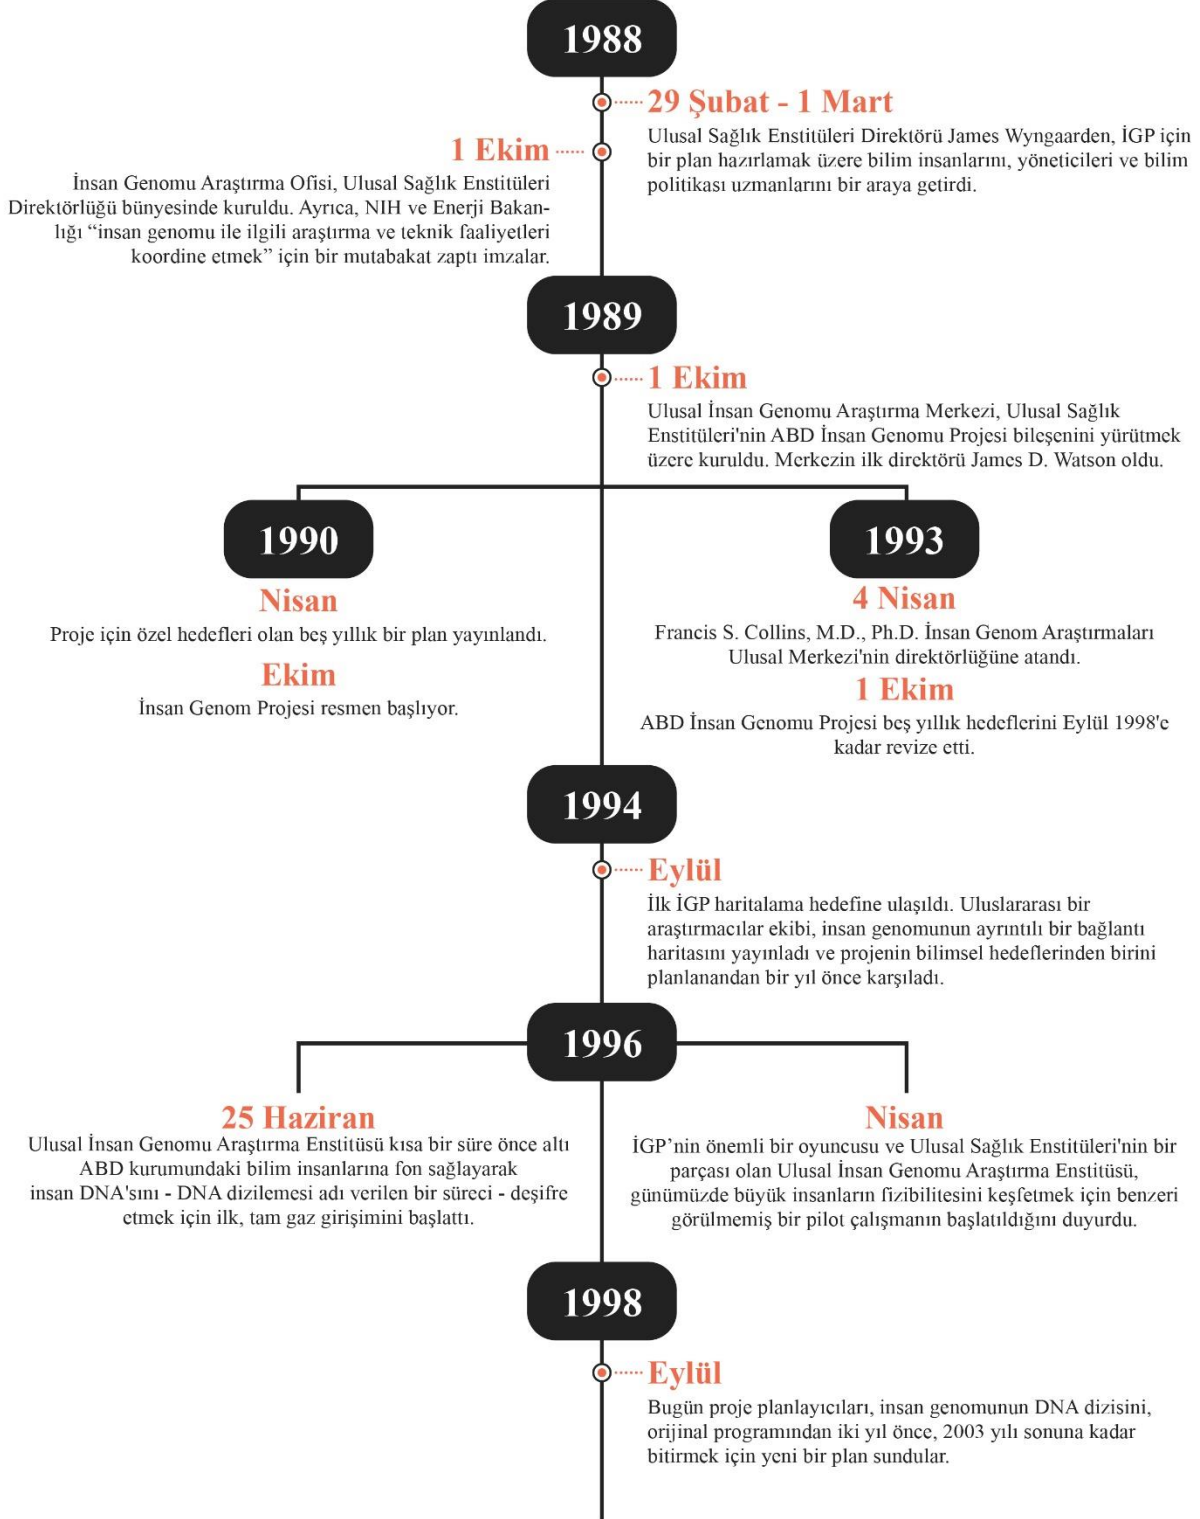 1988
29 Şubat - 1 Mart
Ulusal Sağlık Enstitüleri Direktörü James Wyngaarden, İGP için
bir plan hazırlamak üzere bilim insanlarını, yöneticileri ve bilim
politikası uzmanlarını bir araya getirdi.
1 Ekim
İnsan Genomu Araştırma Ofisi, Ulusal Sağlık Enstitüleri
Direktörlüğü bünyesinde kuruldu. Ayrıca, NIH ve Enerji Bakan-
lığı “insan genomu ile ilgili araştırma ve teknik faaliyetleri
koordine etmek” için bir mutabakat zaptı imzalar.
1989
1 Ekim
Ulusal İnsan Genomu Araştırma Merkezi, Ulusal Sağlık
Enstitüleri'nin ABD İnsan Genomu Projesi bileşenini yürütmek
üzere kuruldu. Merkezin ilk direktörü James D. Watson oldu.
1990
Nisan
Proje için özel hedefleri olan beş yıllık bir plan yayınlandı.
Ekim
İnsan Genom Projesi resmen başlıyor.
1993
4 Nisan
Francis S. Collins, M.D., Ph.D. İnsan Genom Araştırmaları
Ulusal Merkezi'nin direktörlüğüne atandı.
1 Ekim
ABD İnsan Genomu Projesi beş yıllık hedeflerini Eylül 1998'e
kadar revize etti.
1994
Eylül
İlk İGP haritalama hedefine ulaşıldı. Uluslararası bir
araştırmacılar ekibi, insan genomunun ayrıntılı bir bağlantı
haritasını yayınladı ve projenin bilimsel hedeflerinden birini
planlanandan bir yıl önce karşıladı.
1996
25 Haziran
Ulusal İnsan Genomu Araştırma Enstitüsü kısa bir süre önce altı
ABD kurumundaki bilim insanlarına fon sağlayarak
insan DNA'sını - DNA dizilemesi adı verilen bir süreci - deşifre
etmek için ilk, tam gaz girişimini başlattı.
Nisan
İGP’nin önemli bir oyuncusu ve Ulusal Sağlık Enstitüleri'nin bir
parçası olan Ulusal İnsan Genomu Araştırma Enstitüsü,
günümüzde büyük insanların fizibilitesini keşfetmek için benzeri
görülmemiş bir pilot çalışmanın başlatıldığını duyurdu.
1998
Eylül
Bugün proje planlayıcıları, insan genomunun DNA dizisini,
orijinal programından iki yıl önce, 2003 yılı sonuna kadar
bitirmek için yeni bir plan sundular.